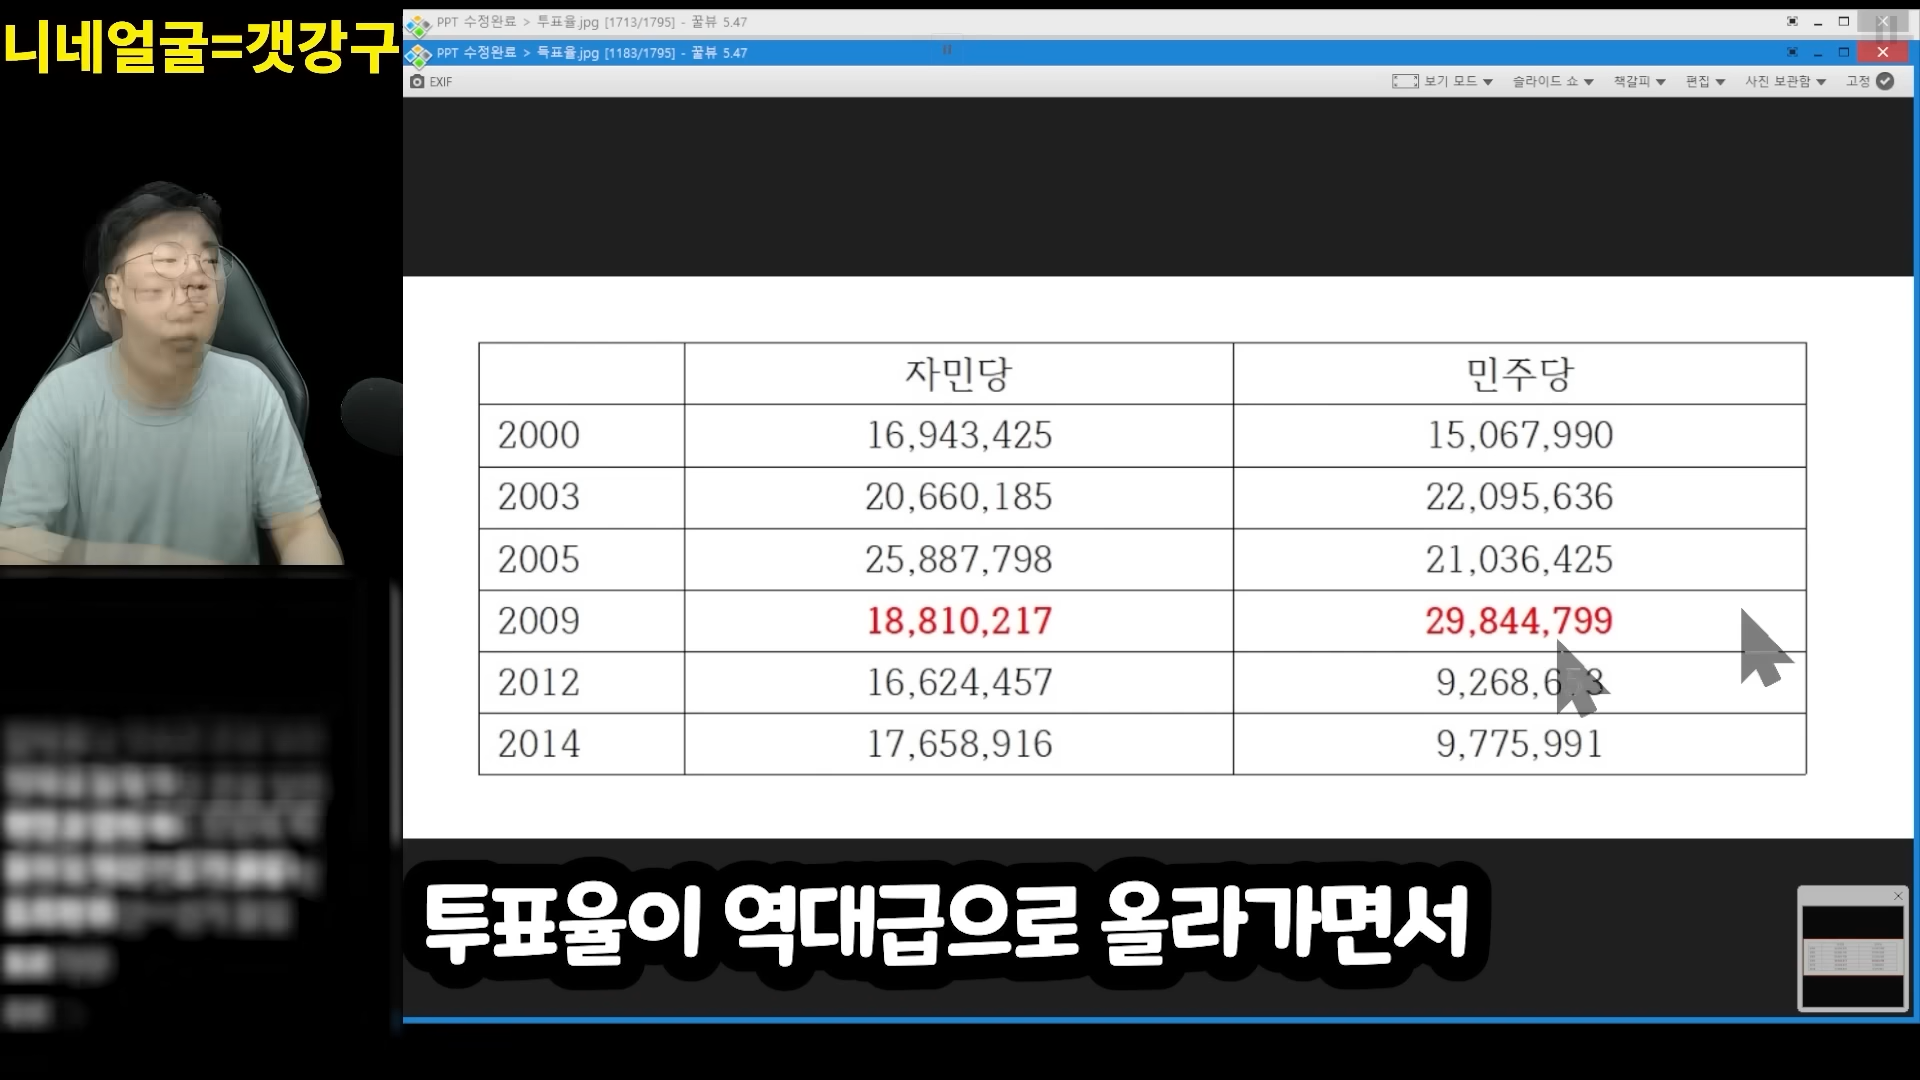 니네얼굴=갯강구
PPT 수정완료 > 투표율.jpg [1713/1795] - 꿀뷰 5.47
PPT 수정완료 > 득표율.jpg [1183/1795] - 꿀뷰 5.47
EXIF 보기 모드 슬라이드 쇼 책갈피 편집 사진 보관함 고정
자민당 민주당
2000 16,943,425 15,067,990
2003 20,660,185 22,095,636
2005 25,887,798 21,036,425
2009 18,810,217 29,844,799
2012 16,624,457
2014 17,658,916 9,775,991
투표율이 역대급으로 올라가면서